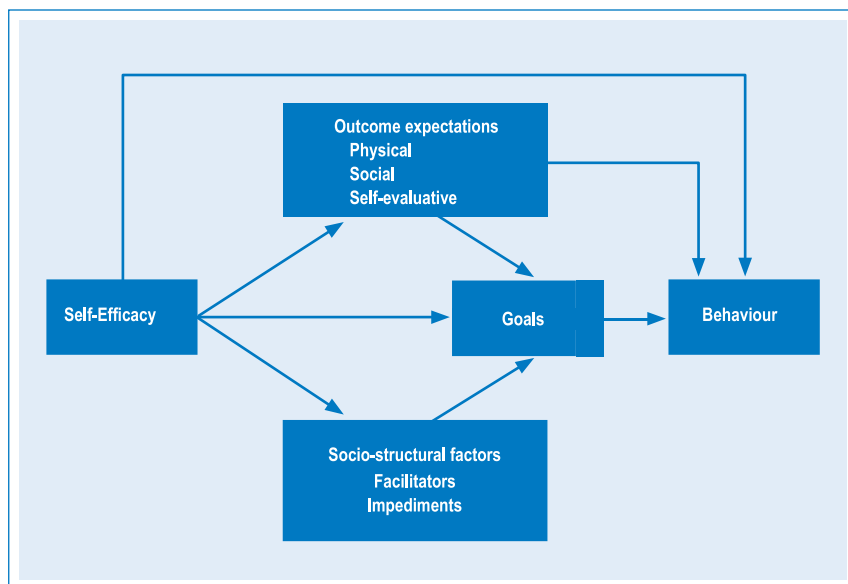 Outcome expectations
Physical
Social
Self-evaluative
Self-Efficacy
Goals
Behaviour
Socio-structural factors
Facilitators
Impediments